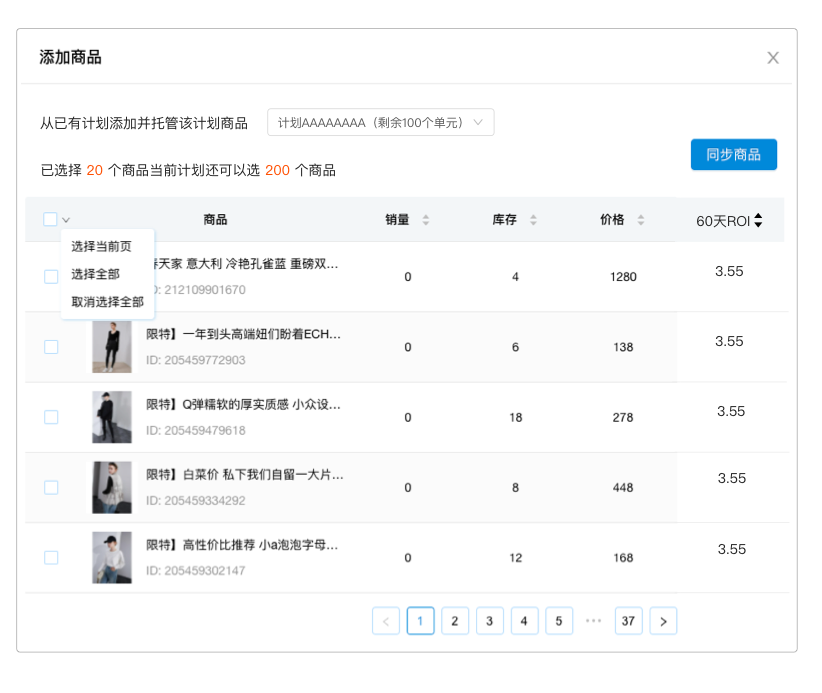 添加商品
从已有计划添加并托管该计划商品 计划AAAAAAAA（剩余100个单元）
同步商品
已选择 20 个商品当前计划还可以选 200 个商品
商品 销量 库存 价格 60天ROI
选择当前页
选择全部
取消选择全部
天家 意大利 冷艳孔雀蓝 重磅双... 0 4 1280 3.55
: 212109901670
限特】一年到头高端妞们盼着ECH... 0 6 138 3.55
ID: 205459772903
限特】Q弹糯软的厚实质感 小众设... 0 18 278 3.55
ID: 205459479618
限特】白菜价 私下我们自留一大片... 0 8 448 3.55
ID: 205459334292
限特】高性价比推荐 小a泡泡字母... 0 12 168 3.55
ID: 205459302147
< 1 2 3 4 5 ••• 37 >